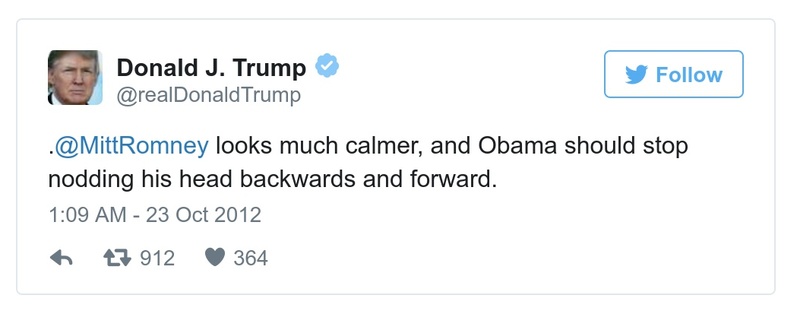 Donald J. Trump
@realDonaldTrump
Follow
.@MittRomney looks much calmer, and Obama should stop
nodding his head backwards and forward.
1:09 AM - 23 Oct 2012
912 364